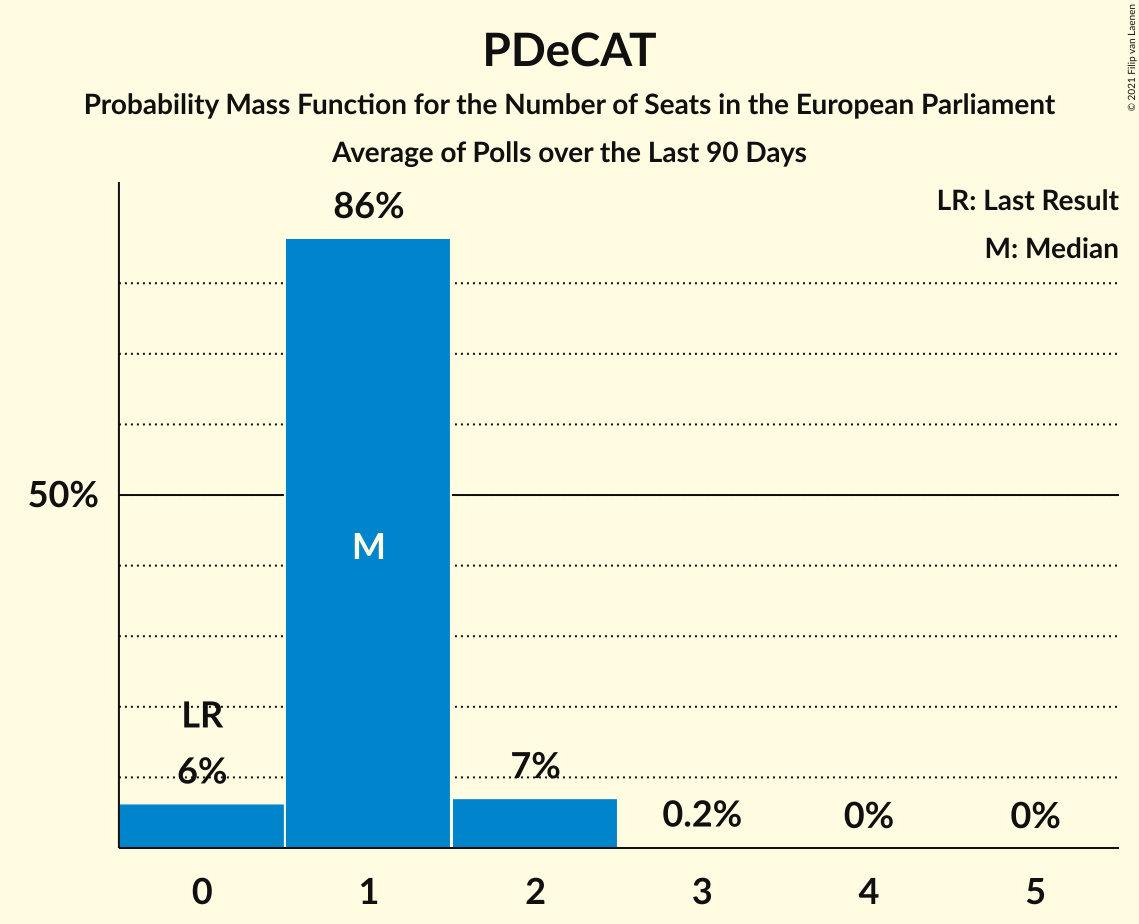 PDeCAT
Probability Mass Function for the Number of Seats in the European Parliament
Average of Polls over the Last 90 Days
© 2021 Filip van Laenen
LR: Last Result
M: Median
86%
50%
M
LR
6%
7%
0.2%
0%
0%
0 1 2 3 4 5